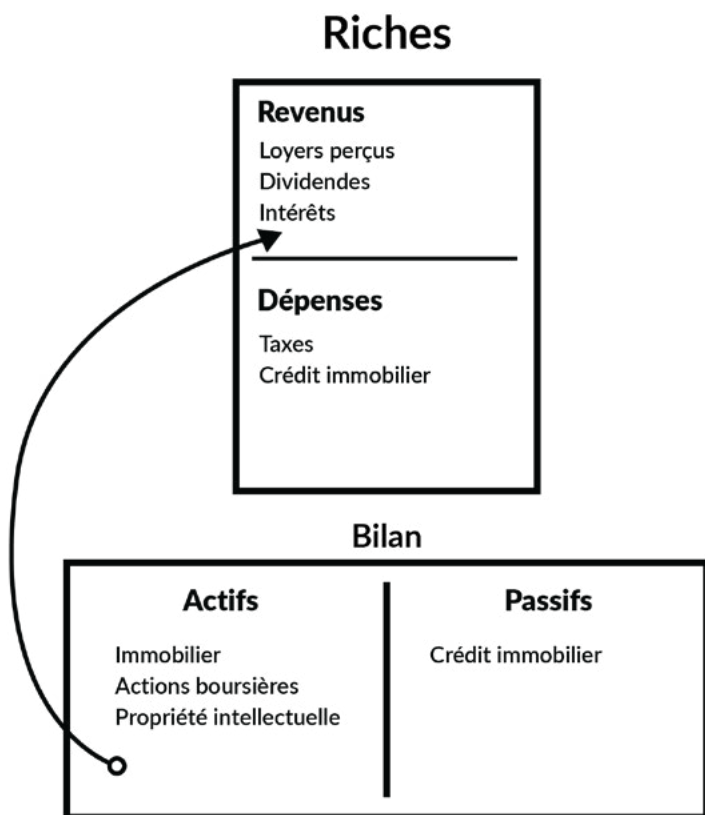 Riches
Revenus
Loyers perçus
Dividendes
Intérêts
Dépenses
Taxes
Crédit immobilier
Bilan
Actifs
Immobilier
Actions boursières
Propriété intellectuelle
Passifs
Crédit immobilier